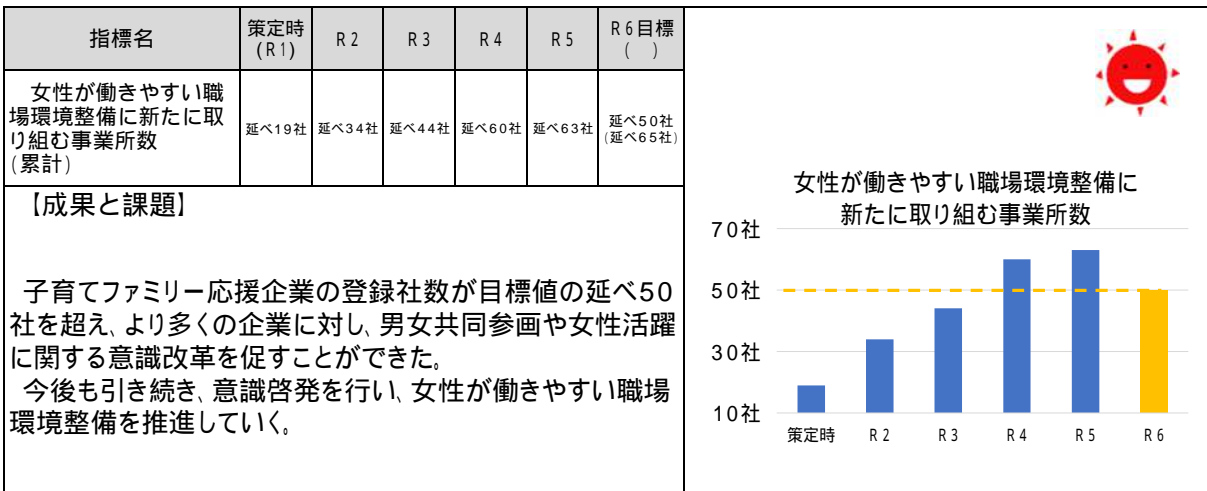 指標名
策定時
(R1)
R2
R3
R4
R5
R6目標
(　)
女性が働きやすい職
場環境整備に新たに取
り組む事業所数
(累計)
延べ19社
延べ34社
延べ44社
延べ60社
延べ63社
延べ50社
(延べ65社)
【成果と課題】
子育てファミリー応援企業の登録社数が目標値の延べ50
社を超え、より多くの企業に対し、男女共同参画や女性活躍
に関する意識改革を促すことができた。
今後も引き続き、意識啓発を行い、女性が働きやすい職場
環境整備を推進していく。
女性が働きやすい職場環境整備に
新たに取り組む事業所数
70社
50社
30社
10社
策定時
R2
R3
R4
R5
R6